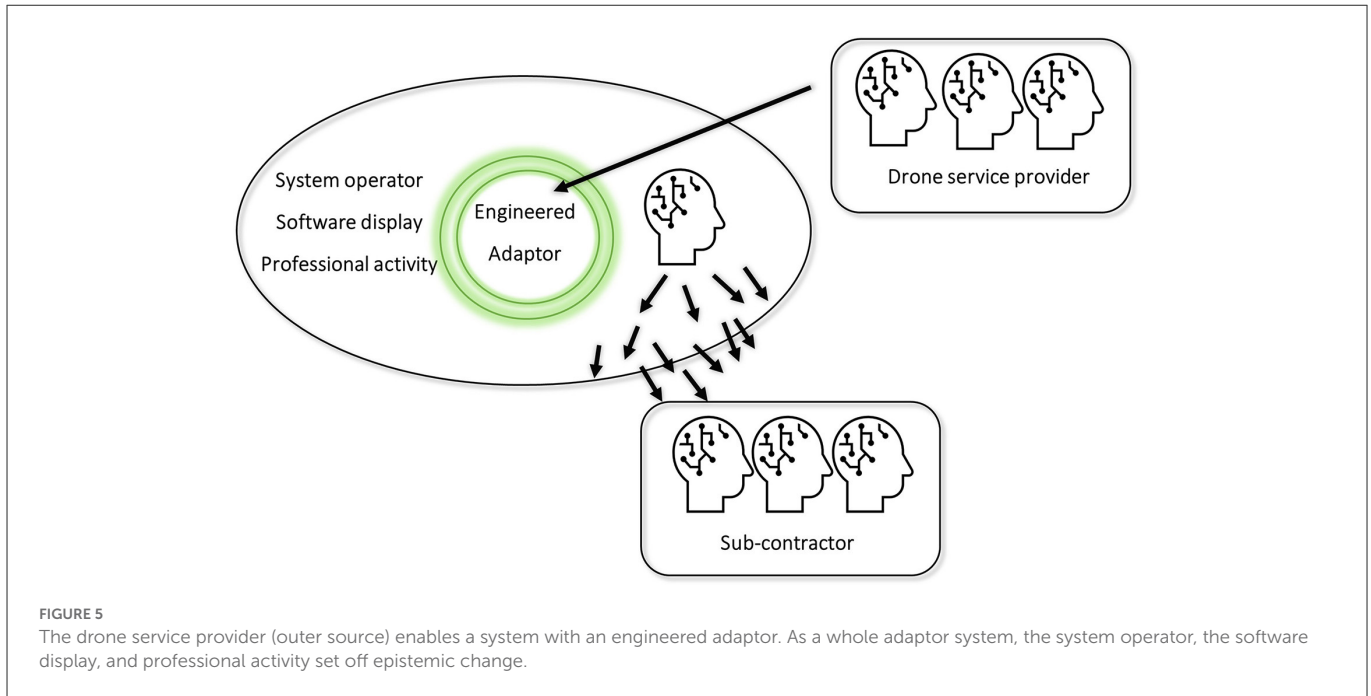 System operator
Software display
Professional activity
Engineered
Adaptor
Drone service provider
Sub-contractor
FIGURE 5
The drone service provider (outer source) enables a system with an engineered adaptor. As a whole adaptor system, the system operator, the software
display, and professional activity set off epistemic change.